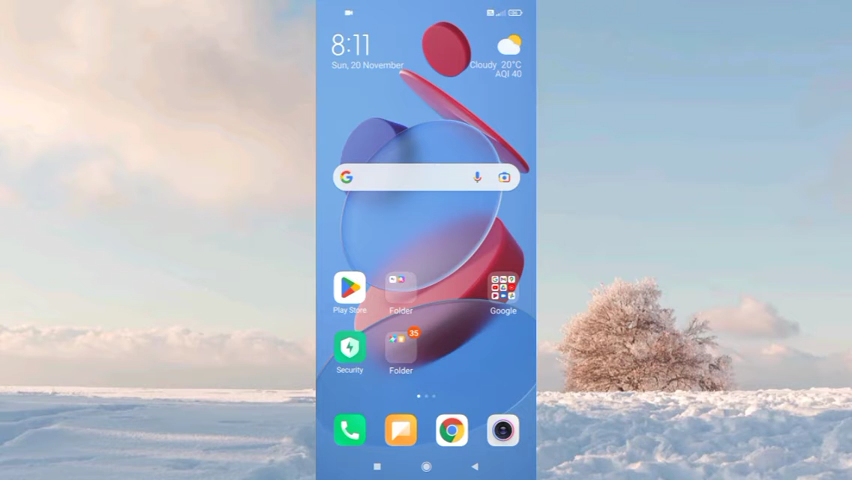 8:11
Sun, 20 November
Cloudy 20°C
AQI 40
Play Store
Folder
Google
35
Security
Folder